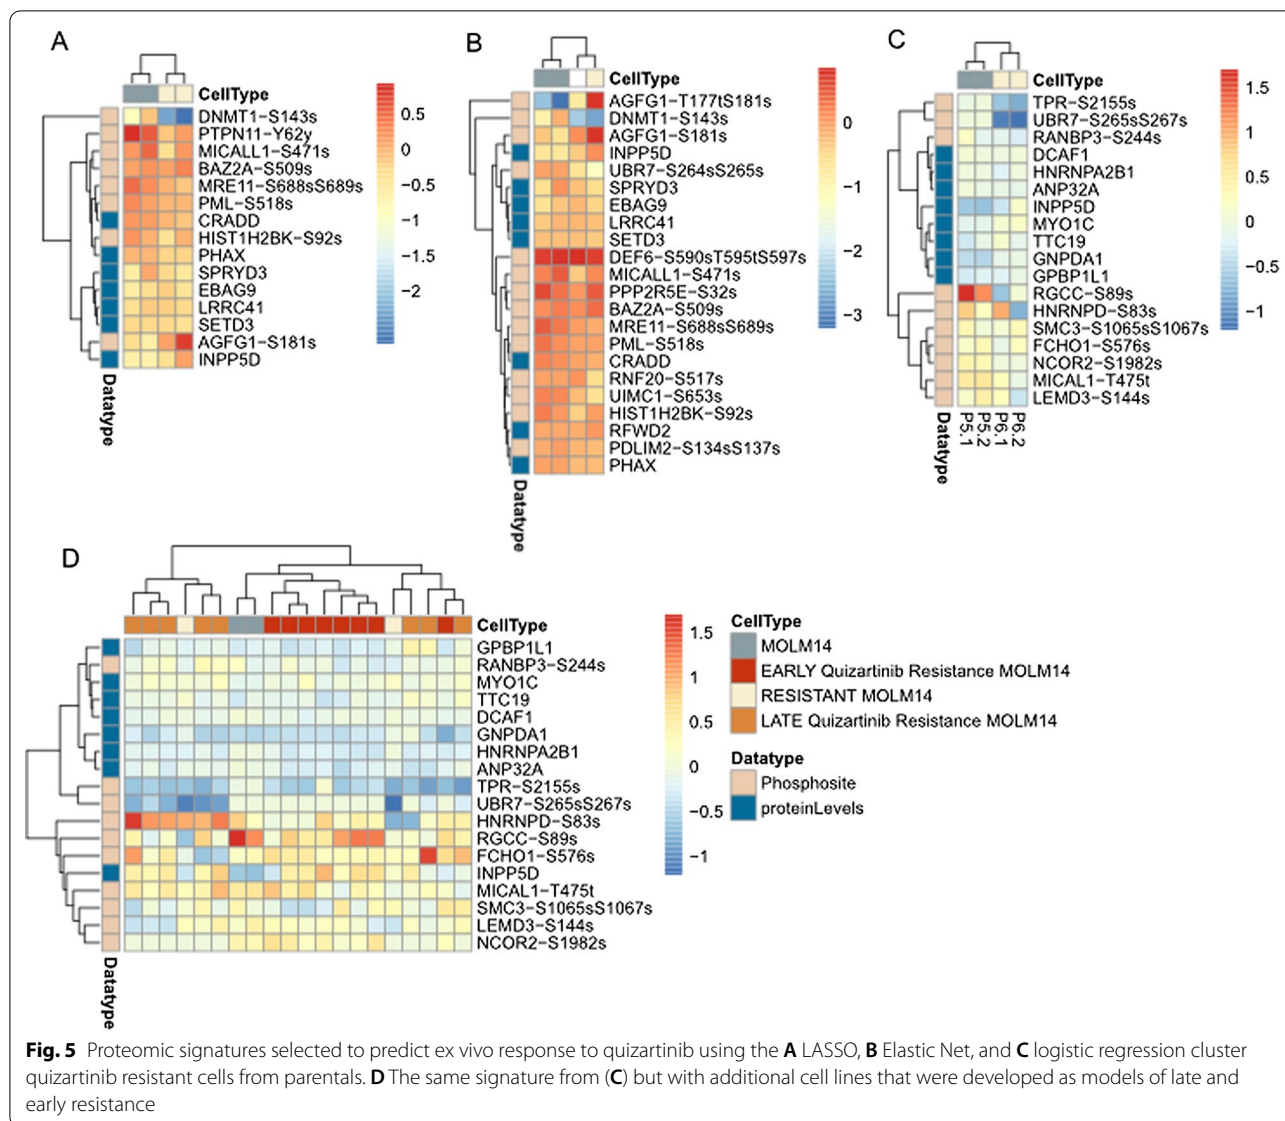 A
CellType
DNMT1-S143s
PTPN11-Y62y
MICALL1-S471s
BAZ2A-S509s
MRE11-S688sS689s
PML-S518s
CRADD
HIST1H2BK-S92s
PHAX
SPRYD3
EBAG9
LRRC41
SETD3
AGFG1-S181s
INPP5D
Datatype
0.5
0
−0.5
−1
−1.5
−2
B
CellType
AGFG1-T177tS181s
DNMT1-S143s
AGFG1-S181s
INPP5D
UBR7-S264sS265s
SPRYD3
EBAG9
LRRC41
SETD3
DEF6-S590sT595tS597s
MICALL1-S471s
PPP2R5E-S32s
BAZ2A-S509s
MRE11-S688sS689s
PML-S518s
CRADD
RNF20-S517s
UIMC1-S653s
HIST1H2BK-S92s
RFWD2
PDLIM2-S134sS137s
PHAX
Datatype
0
−1
−2
−3
C
CellType
TPR-S2155s
UBR7-S265sS267s
RANBP3-S244s
DCAF1
HNRNPA2B1
ANP32A
INPP5D
MYO1C
TTC19
GNPDA1
GPBP1L1
RGCC-S89s
HNRNPD-S83s
SMC3-S1065sS1067s
FCHO1-S576s
NCOR2-S1982s
MICAL1-T475t
LEMD3-S144s
Datatype
P5.1
P5.2
P6.1
P6.2
1.5
1
0.5
0
−0.5
−1
D
CellType
GPBP1L1
RANBP3-S244s
MYO1C
TTC19
DCAF1
GNPDA1
HNRNPA2B1
ANP32A
TPR-S2155s
UBR7-S265sS267s
HNRNPD-S83s
RGCC-S89s
FCHO1-S576s
INPP5D
MICAL1-T475t
SMC3-S1065sS1067s
LEMD3-S144s
NCOR2-S1982s
Datatype
1.5
1
0.5
0
−0.5
−1
CellType
MOLM14
EARLY Quizartinib Resistance MOLM14
RESISTANT MOLM14
LATE Quizartinib Resistance MOLM14
Datatype
Phosphosite
proteinLevels
Fig. 5 Proteomic signatures selected to predict ex vivo response to quizartinib using the A LASSO, B Elastic Net, and C logistic regression cluster
quizartinib resistant cells from parentals. D The same signature from (C) but with additional cell lines that were developed as models of late and
early resistance